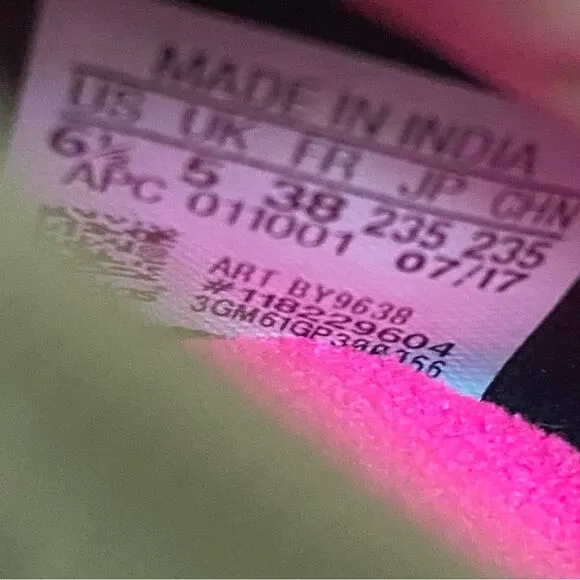 MADE IN INDIA
US UK FR JP CHN
6½ 5 38 235 235
APC 011001 07/17
ART BY9638
#118229604